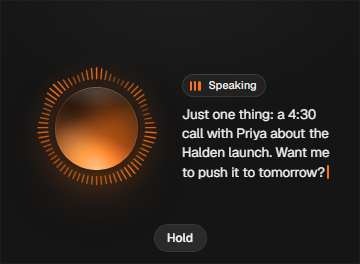 Speaking
Just one thing: a 4:30
call with Priya about the
Halden launch. Want me
to push it to tomorrow?
Hold